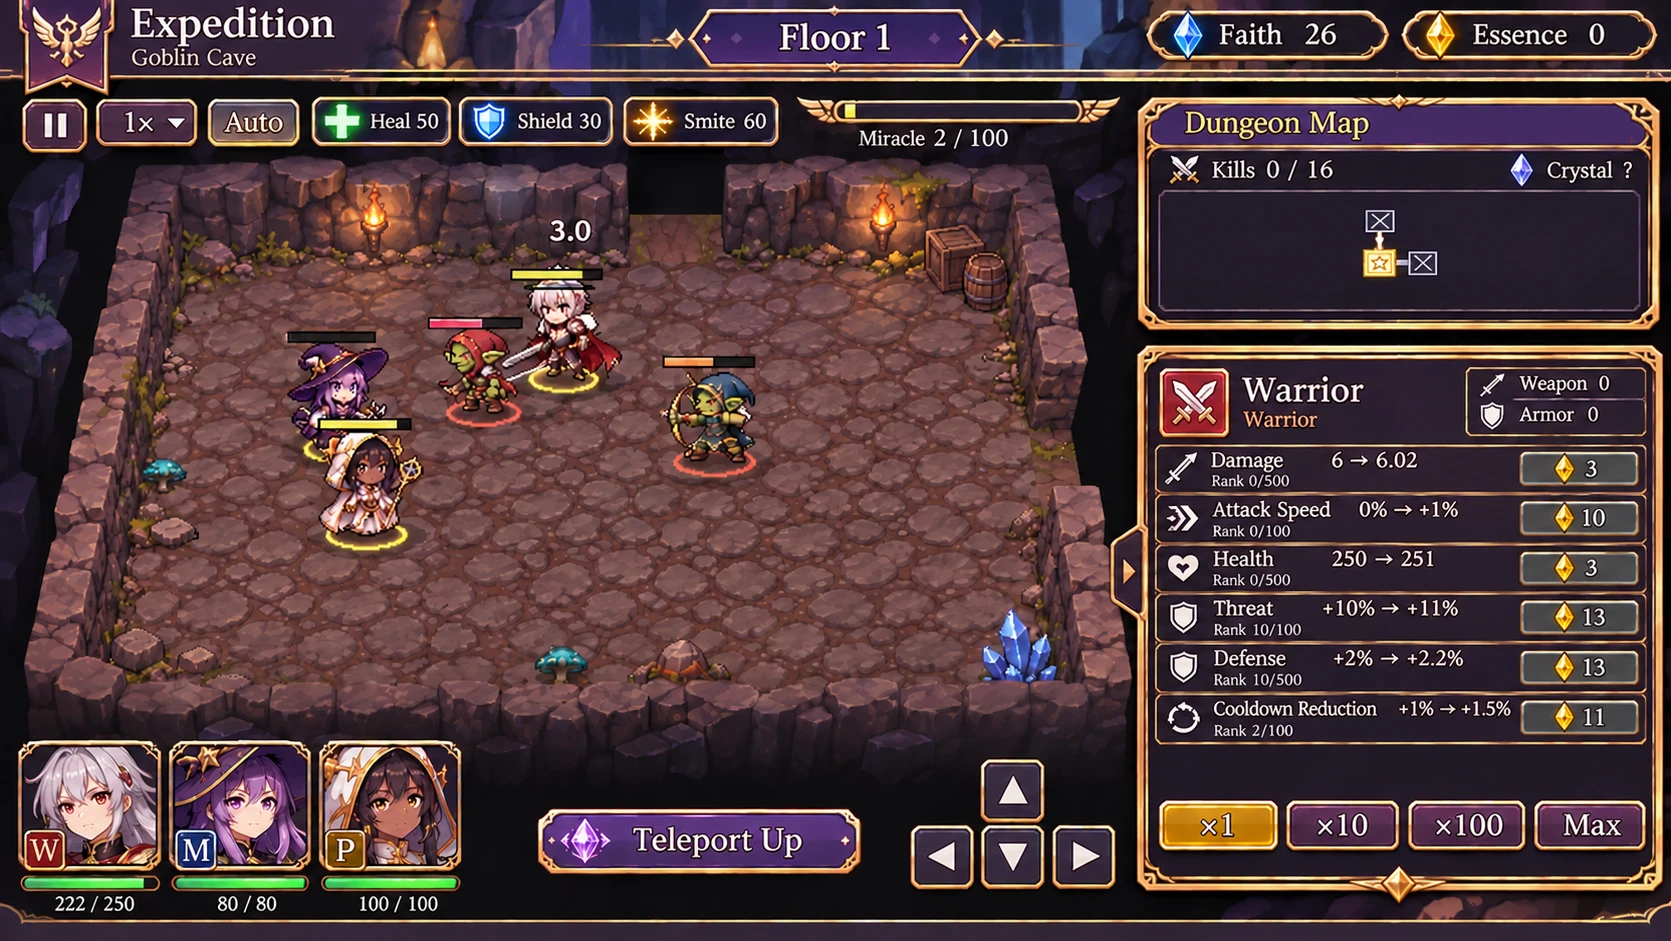 Expedition
Goblin Cave
Floor 1
Faith 26
Essence 0
1×
Auto
Heal 50
Shield 30
Smite 60
Miracle 2 / 100
Dungeon Map
Kills 0 / 16
Crystal ?
3.0
Warrior
Warrior
Weapon 0
Armor 0
Damage 6 → 6.02
Rank 0/500
3
Attack Speed 0% → +1%
Rank 0/100
10
Health 250 → 251
Rank 0/500
3
Threat +10% → +11%
Rank 10/100
13
Defense +2% → +2.2%
Rank 10/500
13
Cooldown Reduction +1% → +1.5%
Rank 2/100
11
×1
×10
×100
Max
W
M
P
222 / 250
80 / 80
100 / 100
Teleport Up